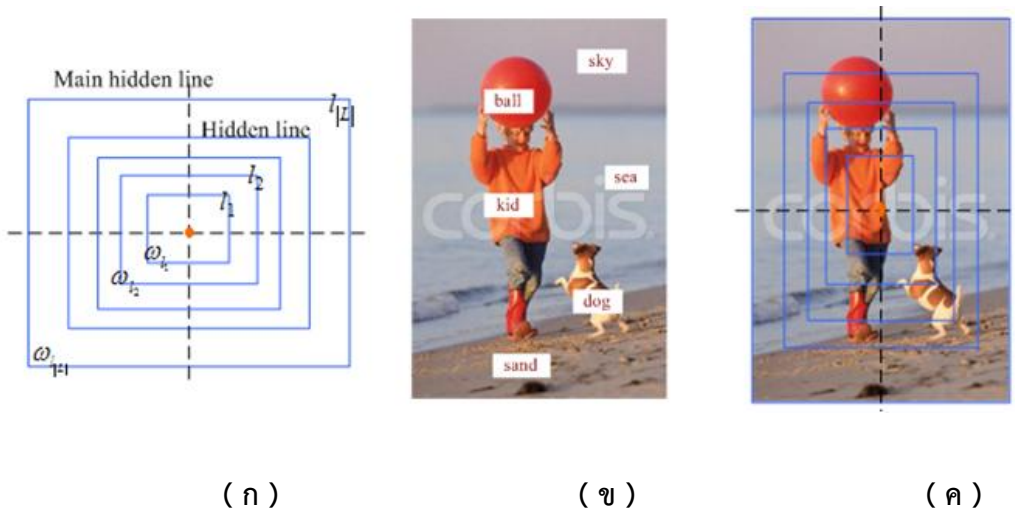 Main hidden line
l|L|
Hidden line
l2
l1
ωl1
ωl2
sky
ball
sea
corbis.
kid
dog
sand
corbis.
( ก )
( ข )
( ค )